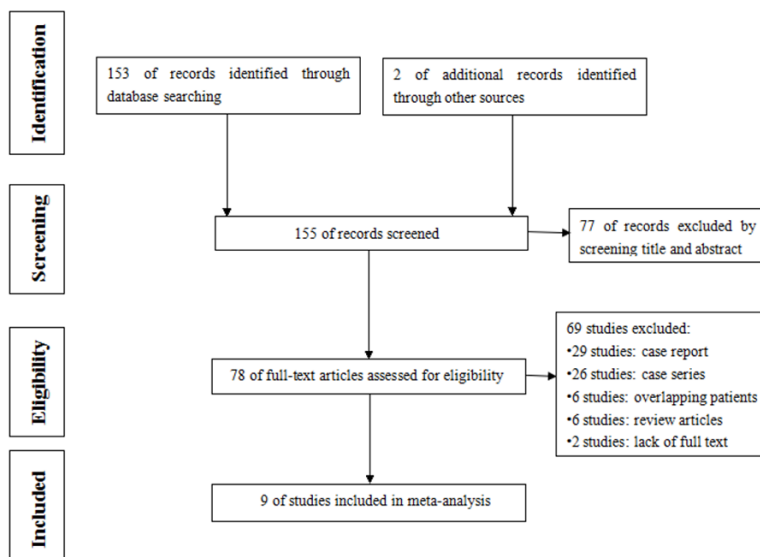 Identification
153 of records identified through
database searching
2 of additional records identified
through other sources
Screening
155 of records screened
77 of records excluded by
screening title and abstract
Eligibility
78 of full-text articles assessed for eligibility
69 studies excluded:
•29 studies: case report
•26 studies: case series
•6 studies: overlapping patients
•6 studies: review articles
•2 studies: lack of full text
Included
9 of studies included in meta-analysis